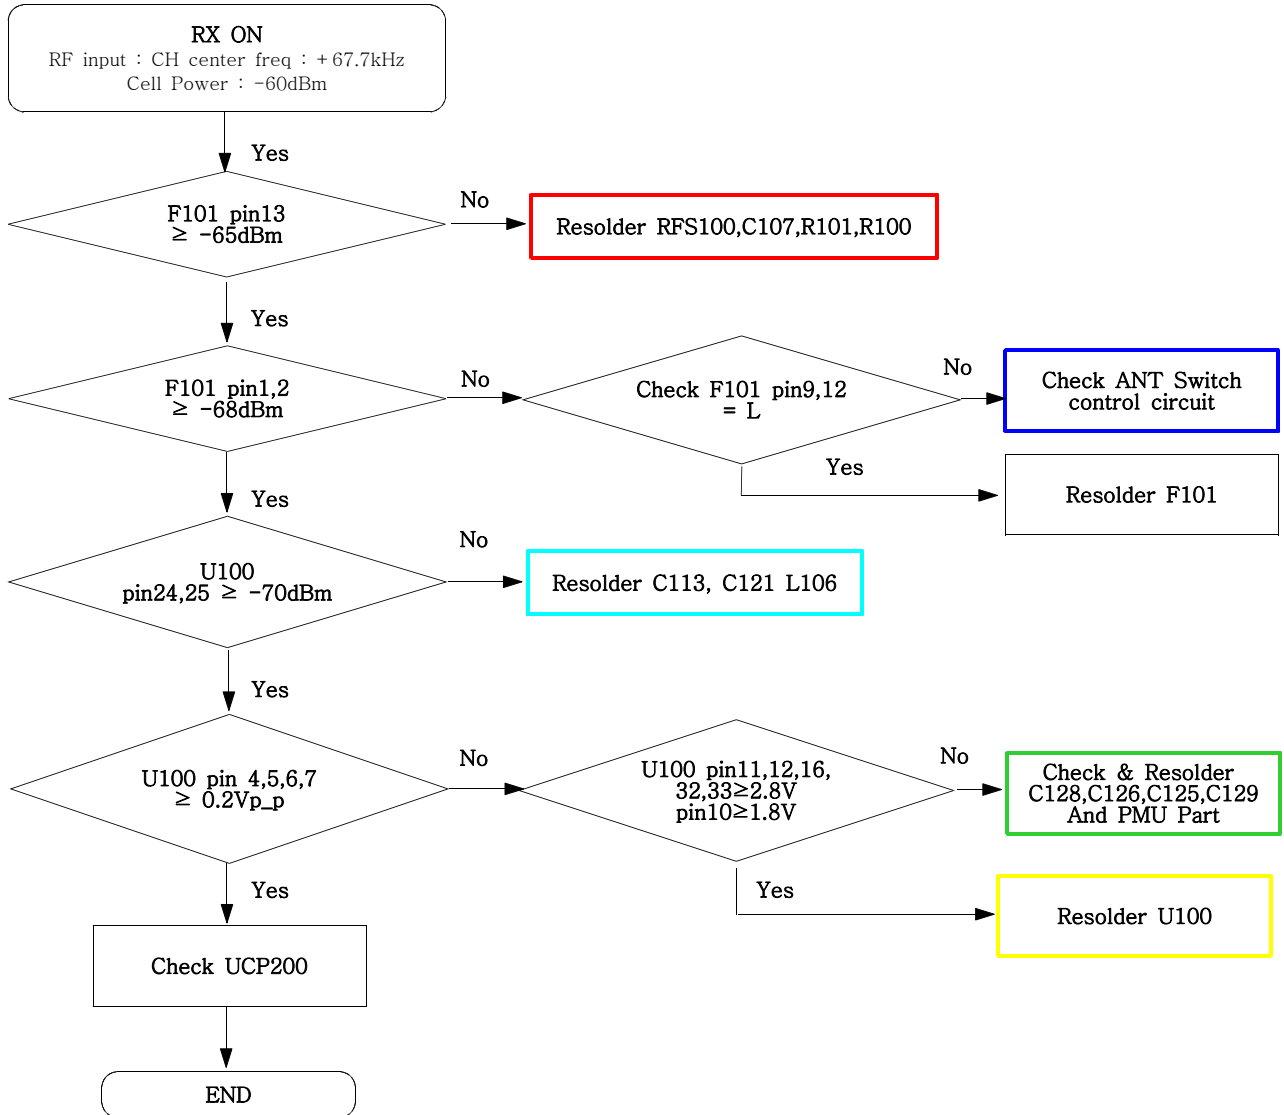 RX ON
RF input : CH center freq : +67.7kHz
Cell Power : -60dBm
Yes
F101 pin13
≥ -65dBm
No
Resolder RFS100,C107,R101,R100
Yes
F101 pin1,2
≥ -68dBm
No
Check F101 pin9,12
= L
No
Check ANT Switch
control circuit
Yes
Resolder F101
Yes
U100
pin24,25 ≥ -70dBm
No
Resolder C113, C121 L106
Yes
U100 pin 4,5,6,7
≥ 0.2Vp_p
No
U100 pin11,12,16,
32,33≥2.8V
pin10≥1.8V
No
Check & Resolder
C128,C126,C125,C129
And PMU Part
Yes
Resolder U100
Yes
Check UCP200
END